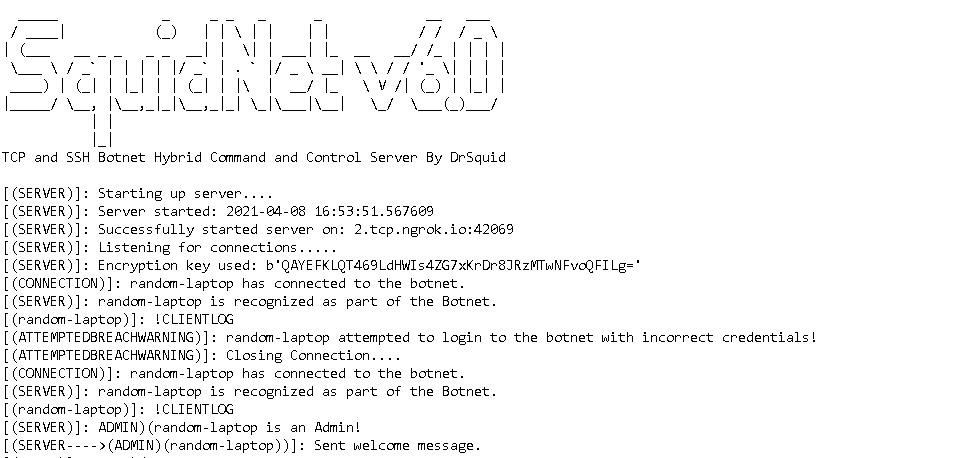 SquidNet v6.0
TCP and SSH Botnet Hybrid Command and Control Server By DrSquid
[(SERVER)]: Starting up server....
[(SERVER)]: Server started: 2021-04-08 16:53:51.567609
[(SERVER)]: Successfully started server on: 2.tcp.ngrok.io:42069
[(SERVER)]: Listening for connections.....
[(SERVER)]: Encryption key used: b'QAYEFKLQT469LdHWIs4ZG7xKrDr8JRzMTwNFvoQFILg='
[(CONNECTION)]: random-laptop has connected to the botnet.
[(SERVER)]: random-laptop is recognized as part of the Botnet.
[(random-laptop)]: !CLIENTLOG
[(ATTEMPTEDBREACHWARNING)]: random-laptop attempted to login to the botnet with incorrect credentials!
[(ATTEMPTEDBREACHWARNING)]: Closing Connection....
[(CONNECTION)]: random-laptop has connected to the botnet.
[(SERVER)]: random-laptop is recognized as part of the Botnet.
[(random-laptop)]: !CLIENTLOG
[(SERVER)]: ADMIN)(random-laptop is an Admin!
[(SERVER---->(ADMIN)(random-laptop))]: Sent welcome message.